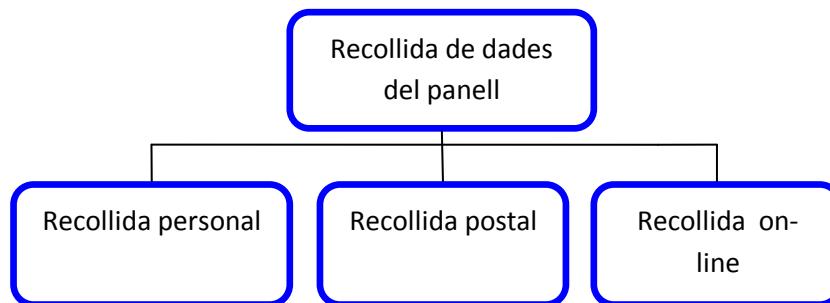 Recollida de dades
del panell
Recollida personal
Recollida postal
Recollida on-
line